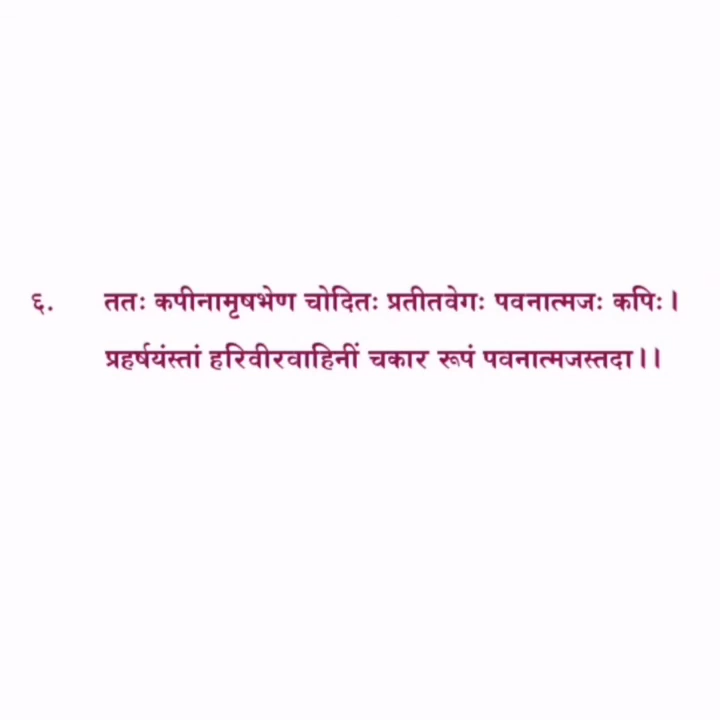 ६. ततः कपीनामृषभेण चोदितः प्रतीतवेगः पवनात्मजः कपिः।
प्रहर्षयंस्तां हरिवीरवाहिनीं चकार रूपं पवनात्मजस्तदा।।